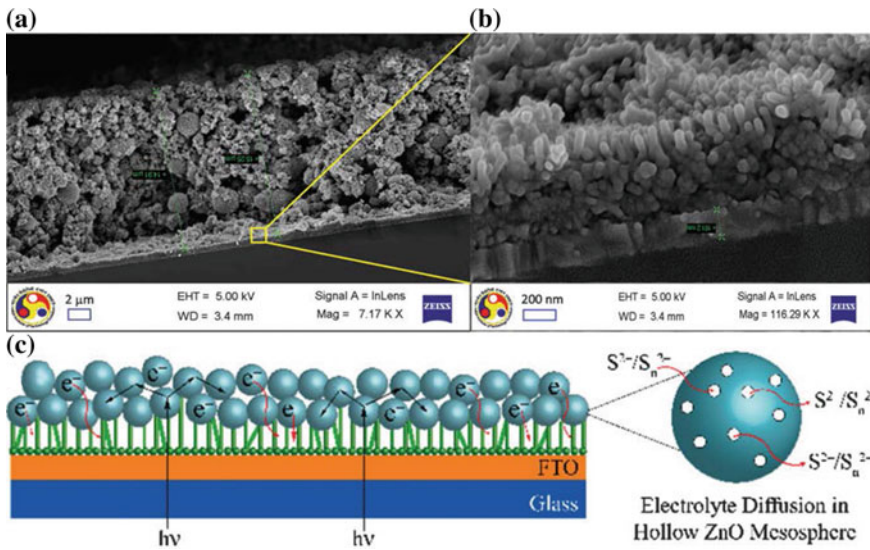 (a)
(b)
2 µm
EHT = 5.00 kV
WD = 3.4 mm
Signal A = InLens
Mag = 7.17 K X
ZEISS
200 nm
EHT = 5.00 kV
WD = 3.4 mm
Signal A = InLens
Mag = 116.29 K X
ZEISS
(c)
e⁻ e⁻ e⁻ e⁻ e⁻
e⁻ e⁻ e⁻ e⁻ e⁻
FTO
Glass
hν hν
S²⁻/Sₙ²⁻
S² /Sₙ²
S²⁻/Sₙ²⁻
Electrolyte Diffusion in
Hollow ZnO Mesosphere